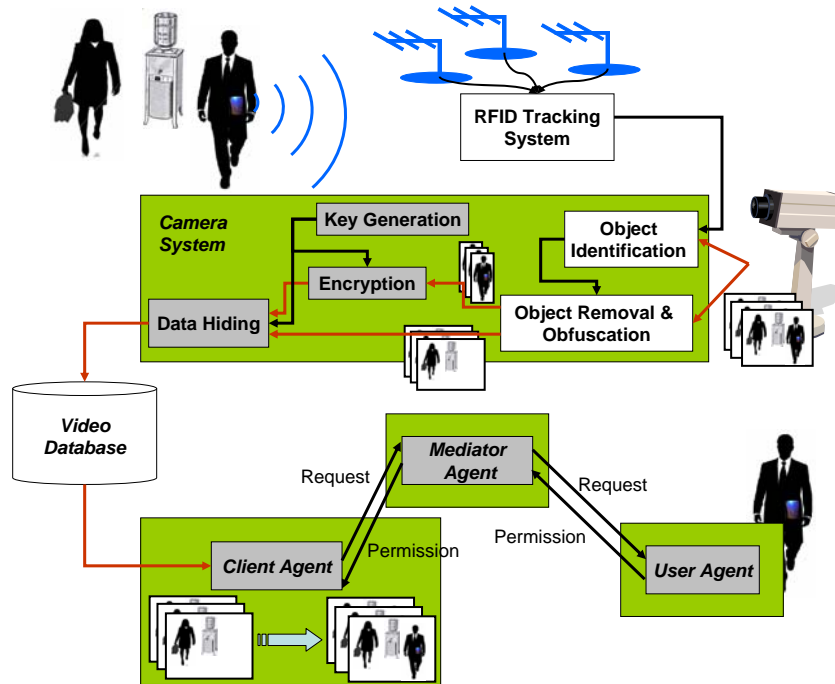 RFID Tracking
System
Camera
System
Key Generation
Object
Identification
Encryption
Data Hiding
Object Removal &
Obfuscation
Video
Database
Mediator
Agent
Request
Request
Permission
Permission
Client Agent
User Agent